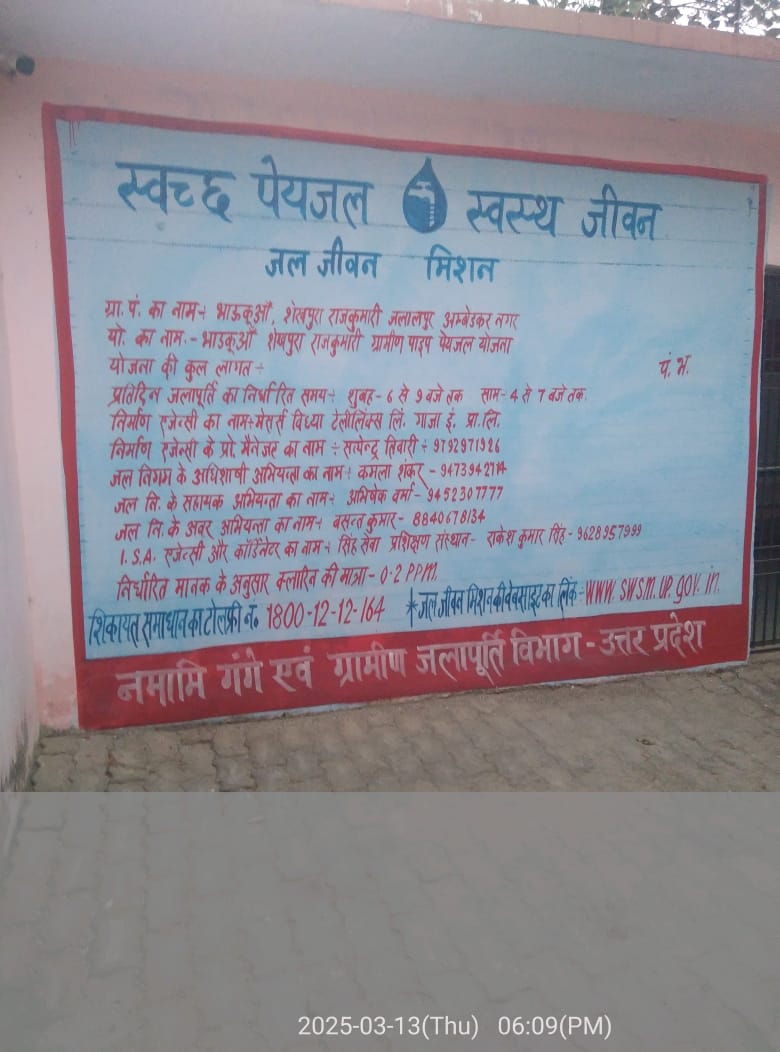 स्वच्छ पेयजल स्वस्थ जीवन
जल जीवन मिशन
ग्रा. पं. का नाम÷ भाऊकूआँ, शेखपुरा राजकुमारी जलालपुर अम्बेडकर नगर
यो. का नाम.- भाडकूआँ शेखपुरा राजकुमारी ग्रामीण पाइप पेयजल योजना
योजना की कुल लागत ÷
पं. भ.
प्रतिदिन जलापूर्ति का निर्धारित समय÷ शुबह - 6 से 9 बजे तक साम - 4 से 7 बजे तक.
निर्माण एजेन्सी का नाम÷ मेसर्स विंध्या टेलीलिंक्स लिं. गाजा इं. प्रा. लि.
निर्माण एजेन्सी के प्रो. मैनेजर का नाम ÷ सत्येन्दू तिवारी ÷ 9792971926
जल निगम के अधिशाषी अभियन्ता का नाम÷ कमला शंकर - 9473942714
जल नि. के सहायक अभियन्ता का नाम÷ अभिषेक वर्मा - 9452307777
जल नि. के अवर अभियन्ता का नाम÷ बसन्त कुमार - 8840678134
I.S.A. एजेन्सी और कॉर्डिनेटर का नाम÷ सिंह सेवा प्रशिक्षण संस्थान - राकेश कुमार सिंह - 9628957999
निर्धारित मानक के अनुसार क्लोरिन की मात्रा - 0.2 PPM.
शिकायत समाधान का टोलफ्री नं. 1800-12-12-164 *जल जीवन मिशन की वेबसाइट का लिंक÷ www.swsm.up.gov.in.
नमामि गंगे एवं ग्रामीण जलापूर्ति विभाग - उत्तर प्रदेश
2025-03-13(Thu) 06:09(PM)